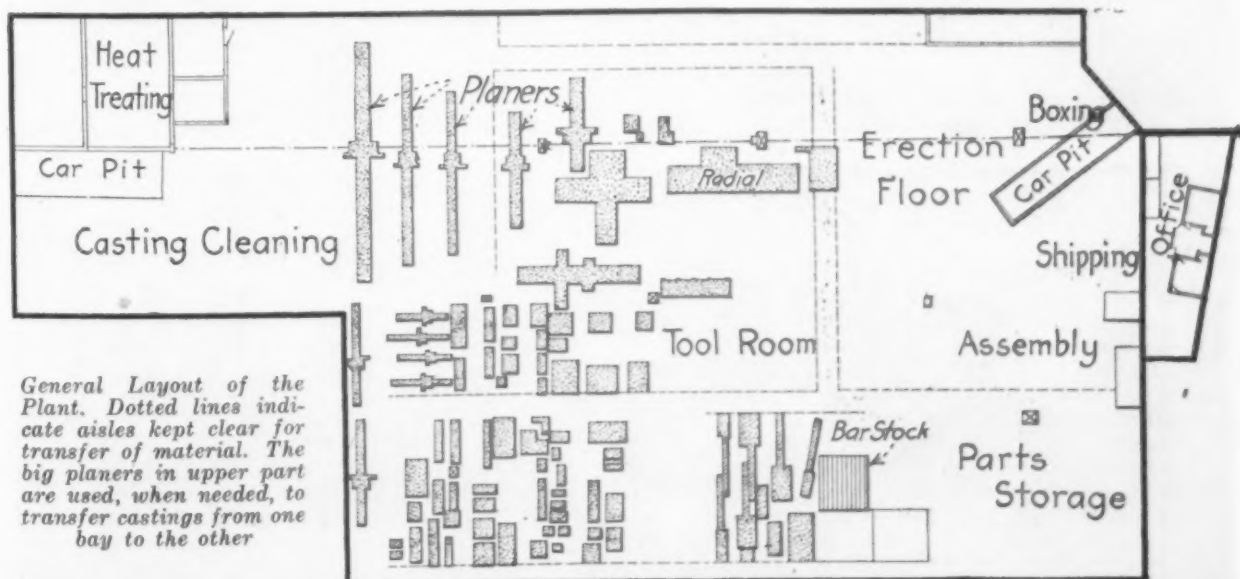 Heat
Treating
Planers
Boxing
Car Pit
Erection
Floor
Car Pit
Radial
Office
Casting Cleaning
Shipping
Tool Room
Assembly
General Layout of the
Plant. Dotted lines indi-
cate aisles kept clear for
transfer of material. The
big planers in upper part
are used, when needed, to
transfer castings from one
bay to the other
Bar Stock
Parts
Storage